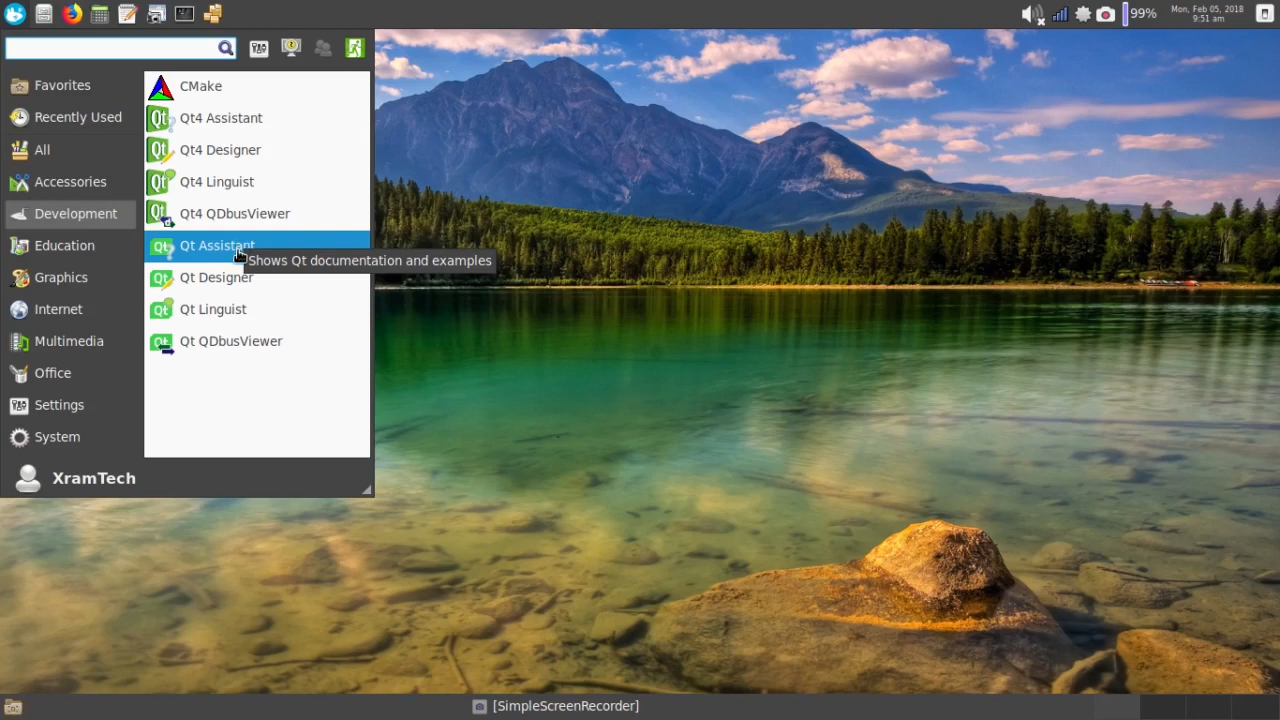 99%
Mon, Feb 05, 2018
9:51 am
Favorites
Recently Used
All
Accessories
Development
Education
Graphics
Internet
Multimedia
Office
Settings
System
CMake
Qt4 Assistant
Qt4 Designer
Qt4 Linguist
Qt4 QDbusViewer
Qt Assistant
Shows Qt documentation and examples
Qt Designer
Qt Linguist
Qt QDbusViewer
XramTech
[SimpleScreenRecorder]